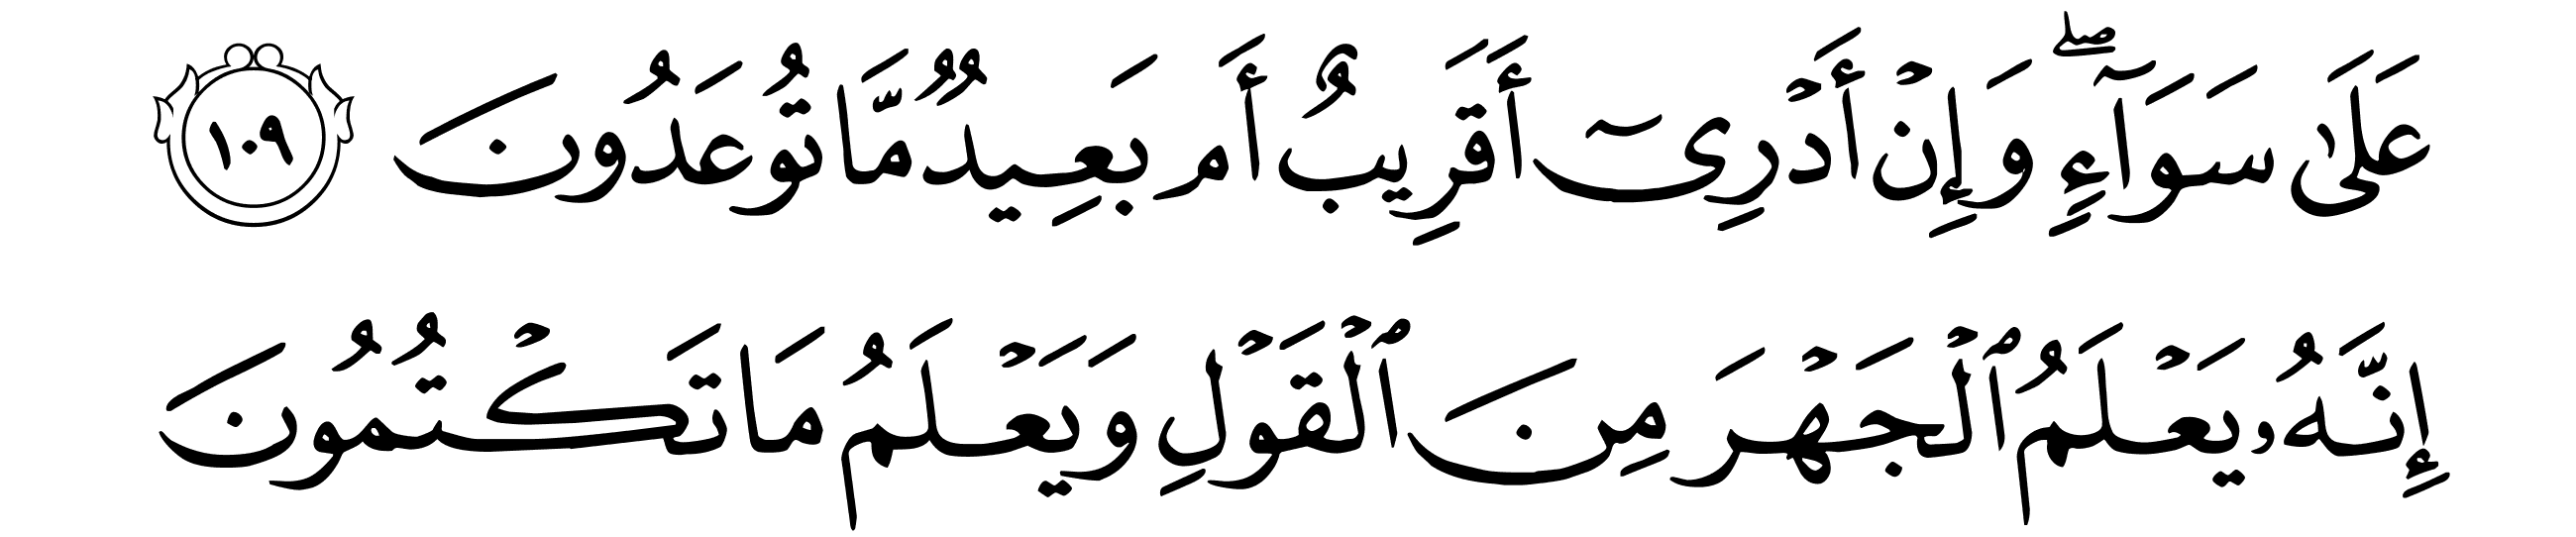 عَلَىٰ سَوَآءٍۖ وَإِنْ أَدْرِىٓ أَقَرِيبٌ أَم بَعِيدٌ مَّا تُوعَدُونَ ١٠٩
إِنَّهُۥ يَعْلَمُ ٱلْجَهْرَ مِنَ ٱلْقَوْلِ وَيَعْلَمُ مَا تَكْتُمُونَ